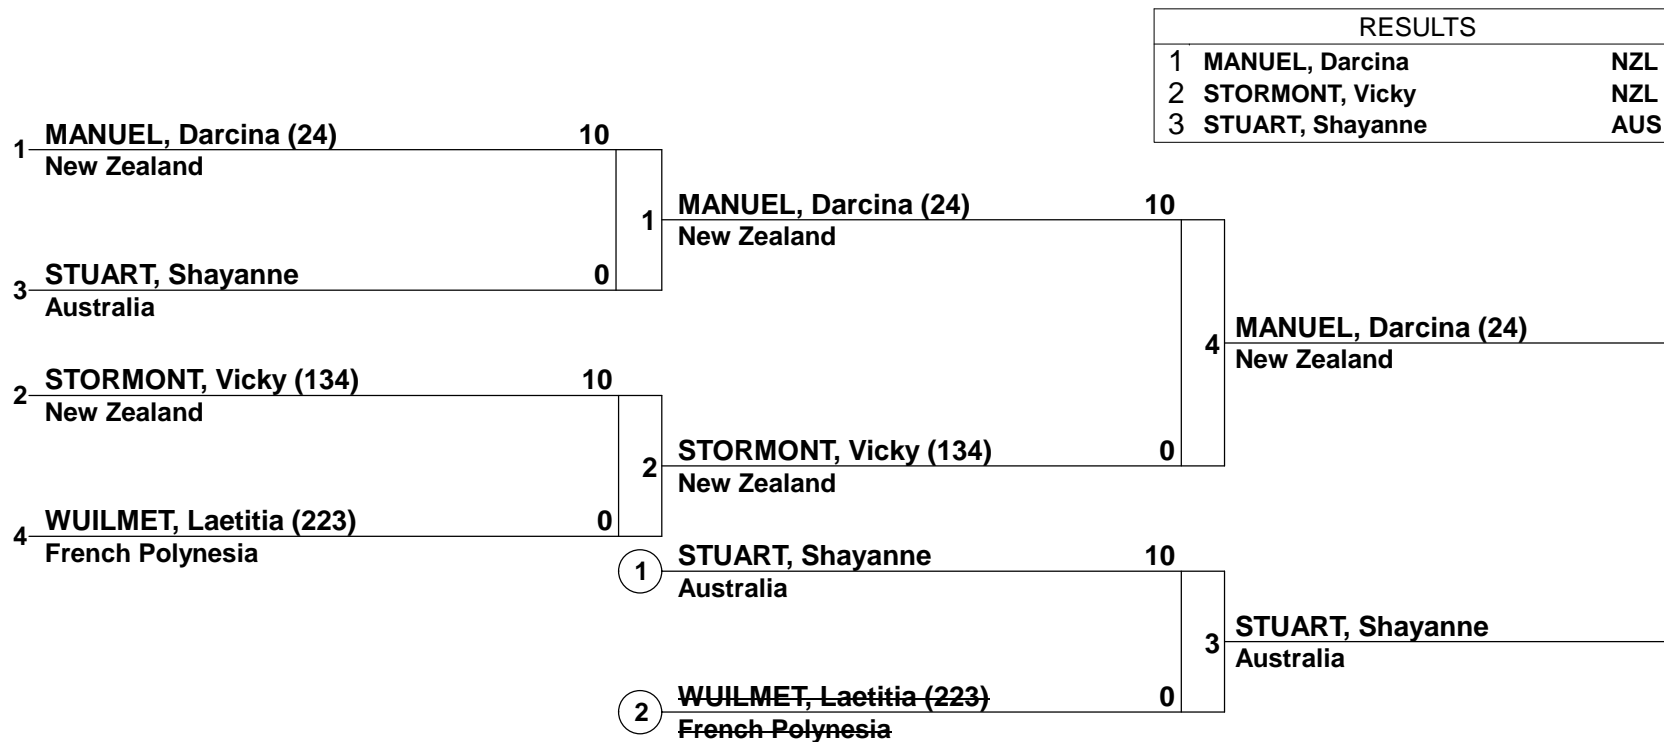 RESULTS
1 MANUEL, Darcina NZL
2 STORMONT, Vicky NZL
3 STUART, Shayanne AUS
1 MANUEL, Darcina (24) 10
New Zealand
3 STUART, Shayanne 0
Australia
1
2 STORMONT, Vicky (134) 10
New Zealand
4 WUILMET, Laetitia (223) 0
French Polynesia
2
MANUEL, Darcina (24) 10
New Zealand
STORMONT, Vicky (134) 0
New Zealand
4
MANUEL, Darcina (24)
New Zealand
1 STUART, Shayanne 10
Australia
2 WUILMET, Laetitia (223) 0
French Polynesia
3
STUART, Shayanne
Australia